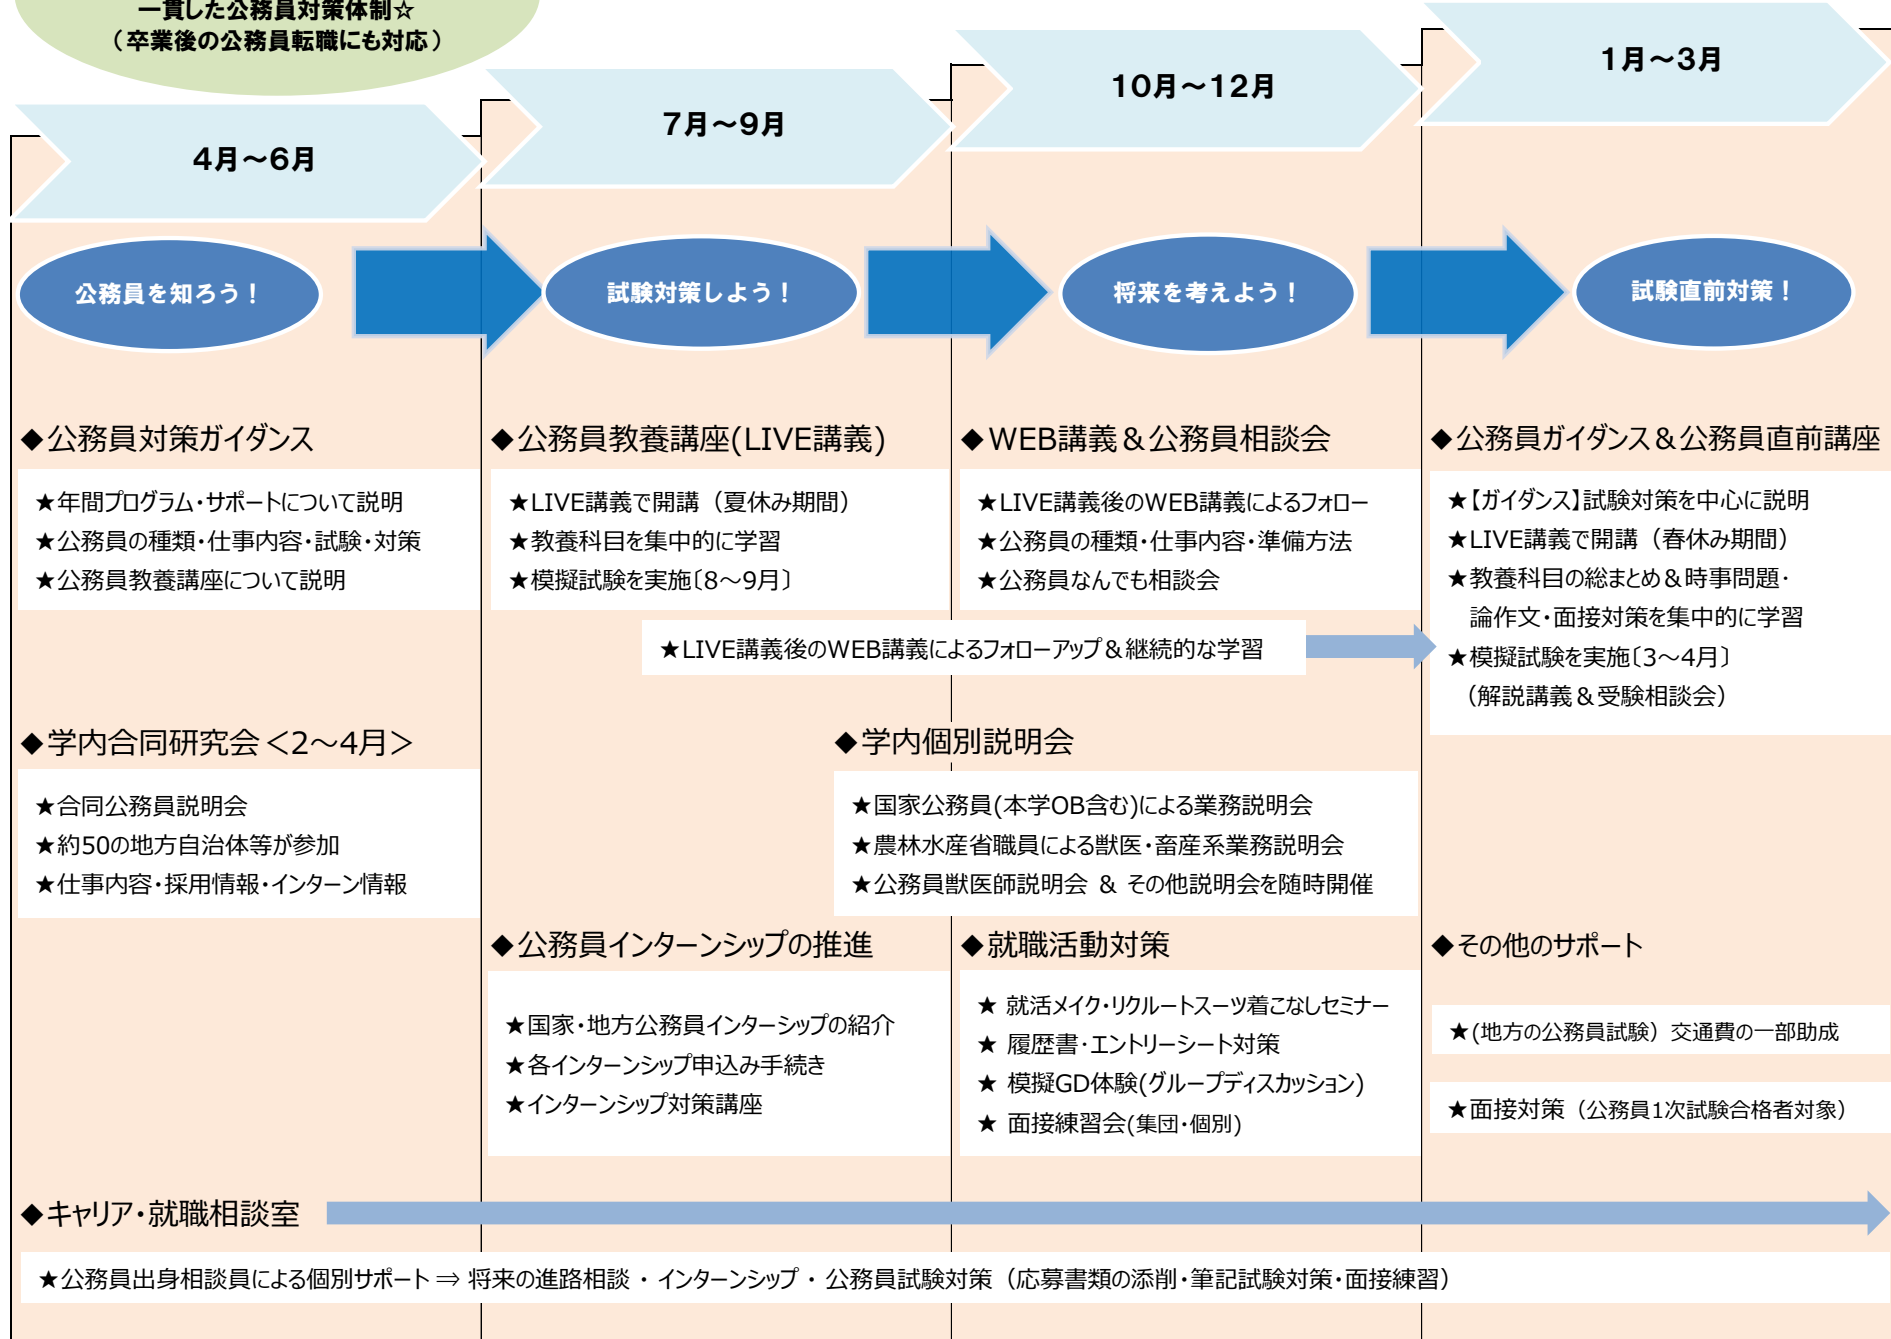 一貫した公務員対策体制☆
（卒業後の公務員転職にも対応）
4月～6月
7月～9月
10月～12月
1月～3月
公務員を知ろう！
試験対策しよう！
将来を考えよう！
試験直前対策！
◆公務員対策ガイダンス
★年間プログラム・サポートについて説明
★公務員の種類・仕事内容・試験・対策
★公務員教養講座について説明
◆公務員教養講座(LIVE講義)
★LIVE講義で開講（夏休み期間）
★教養科目を集中的に学習
★模擬試験を実施〔8～9月〕
◆WEB講義＆公務員相談会
★LIVE講義後のWEB講義によるフォロー
★公務員の種類・仕事内容・準備方法
★公務員なんでも相談会
◆公務員ガイダンス＆公務員直前講座
★【ガイダンス】試験対策を中心に説明
★LIVE講義で開講（春休み期間）
★教養科目の総まとめ＆時事問題・
論作文・面接対策を集中的に学習
★模擬試験を実施〔3～4月〕
（解説講義＆受験相談会）
★LIVE講義後のWEB講義によるフォローアップ＆継続的な学習
◆学内合同研究会＜2～4月＞
★合同公務員説明会
★約50の地方自治体等が参加
★仕事内容・採用情報・インターン情報
◆学内個別説明会
★国家公務員(本学OB含む)による業務説明会
★農林水産省職員による獣医・畜産系業務説明会
★公務員獣医師説明会 ＆ その他説明会を随時開催
◆公務員インターンシップの推進
★国家・地方公務員インターシップの紹介
★各インターンシップ申込み手続き
★インターンシップ対策講座
◆就職活動対策
★ 就活メイク・リクルートスーツ着こなしセミナー
★ 履歴書・エントリーシート対策
★ 模擬GD体験(グループディスカッション)
★ 面接練習会(集団・個別)
◆その他のサポート
★(地方の公務員試験）交通費の一部助成
★面接対策（公務員1次試験合格者対象）
◆キャリア・就職相談室
★公務員出身相談員による個別サポート ⇒ 将来の進路相談 ・ インターンシップ ・ 公務員試験対策（応募書類の添削・筆記試験対策・面接練習）